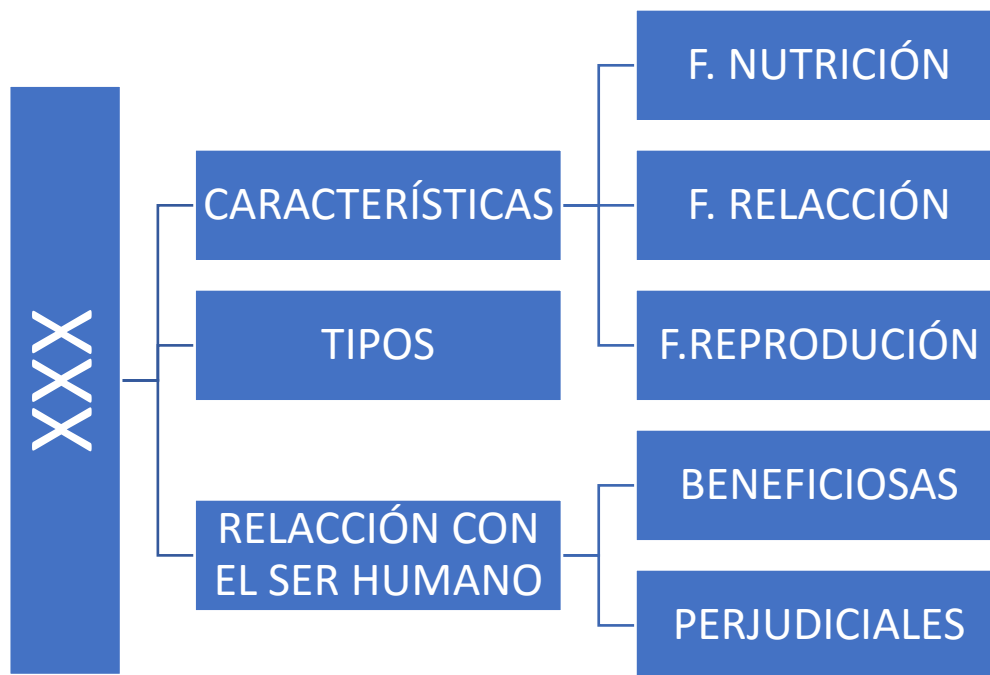 XXX
CARACTERÍSTICAS
F. NUTRICIÓN
F. RELACCIÓN
F.REPRODUCIÓN
TIPOS
RELACCIÓN CON
EL SER HUMANO
BENEFICIOSAS
PERJUDICIALES